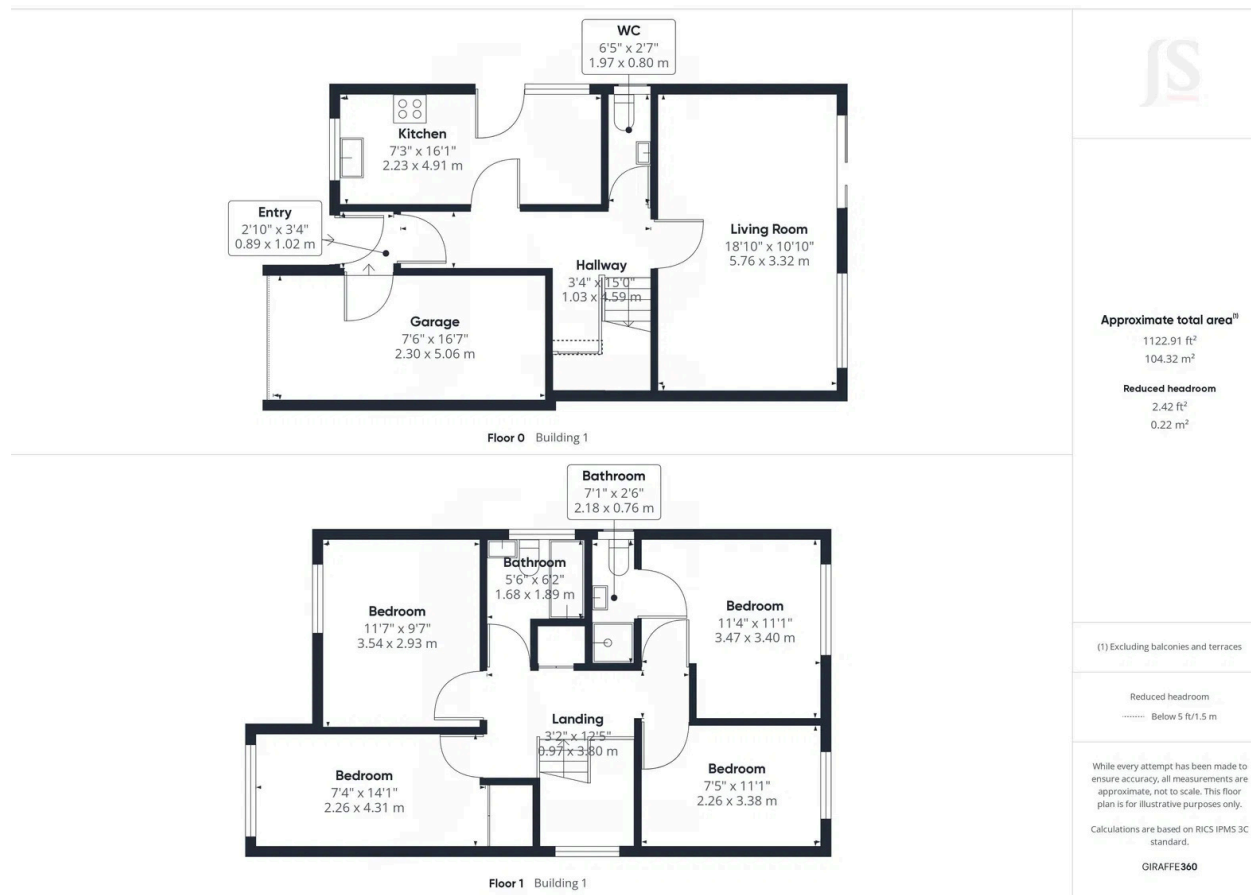 WC
6'5" x 2'7"
1.97 x 0.80 m
Kitchen
7'3" x 16'1"
2.23 x 4.91 m
Entry
2'10" x 3'4"
0.89 x 1.02 m
Living Room
18'10" x 10'10"
5.76 x 3.32 m
Hallway
3'4" x 15'0"
1.03 x 4.59 m
Garage
7'6" x 16'7"
2.30 x 5.06 m
Floor 0 Building 1
Bathroom
7'1" x 2'6"
2.18 x 0.76 m
Bathroom
5'6" x 6'2"
1.68 x 1.89 m
Bedroom
11'7" x 9'7"
3.54 x 2.93 m
Bedroom
11'4" x 11'1"
3.47 x 3.40 m
Landing
3'2" x 12'5"
0.97 x 3.80 m
Bedroom
7'4" x 14'1"
2.26 x 4.31 m
Bedroom
7'5" x 11'1"
2.26 x 3.38 m
Floor 1 Building 1
JS
Approximate total area(1)
1122.91 ft²
104.32 m²
Reduced headroom
2.42 ft²
0.22 m²
(1) Excluding balconies and terraces
Reduced headroom
Below 5 ft/1.5 m
While every attempt has been made to
ensure accuracy, all measurements are
approximate, not to scale. This floor
plan is for illustrative purposes only.
Calculations are based on RICS IPMS 3C
standard.
GIRAFFE360